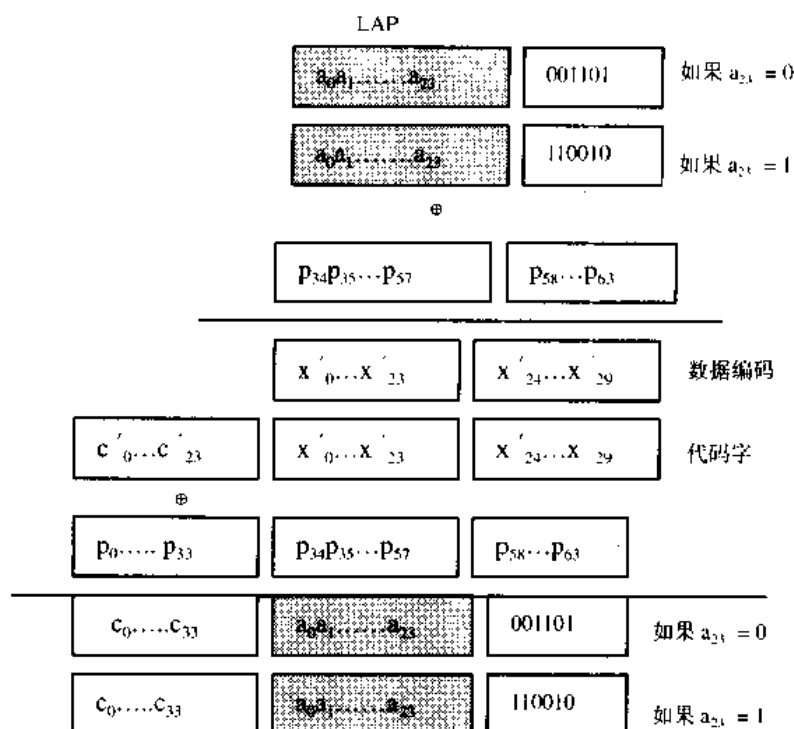 LAP
a₀a₁......a₂₃ 001101 如果 a₂₃ = 0
a₀a₁......a₂₃ 110010 如果 a₂₃ = 1
⊕
p₃₄p₃₅...p₅₇ p₅₈...p₆₃
x′₀...x′₂₃ x′₂₄...x′₂₉ 数据编码
c′₀...c′₂₃ x′₀...x′₂₃ x′₂₄...x′₂₉ 代码字
⊕
p₀..... p₃₃ p₃₄p₃₅...p₅₇ p₅₈...p₆₃
c₀.....c₃₃ a₀a₁......a₂₃ 001101 如果 a₂₃ = 0
c₀.....c₃₃ a₀a₁......a₂₃ 110010 如果 a₂₃ = 1